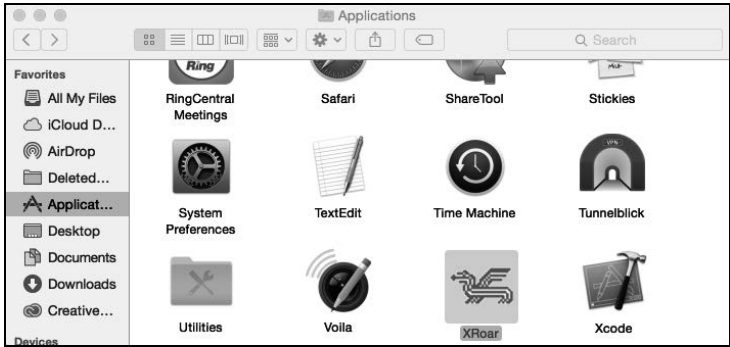 Applications
Search
Favorites
All My Files
iCloud D...
AirDrop
Deleted...
Applicat...
Desktop
Documents
Downloads
Creative...
Devices
Ring
RingCentral
Meetings
Safari
ShareTool
Stickies
System
Preferences
TextEdit
Time Machine
VPN
Tunnelblick
Utilities
Voila
XRoar
Xcode